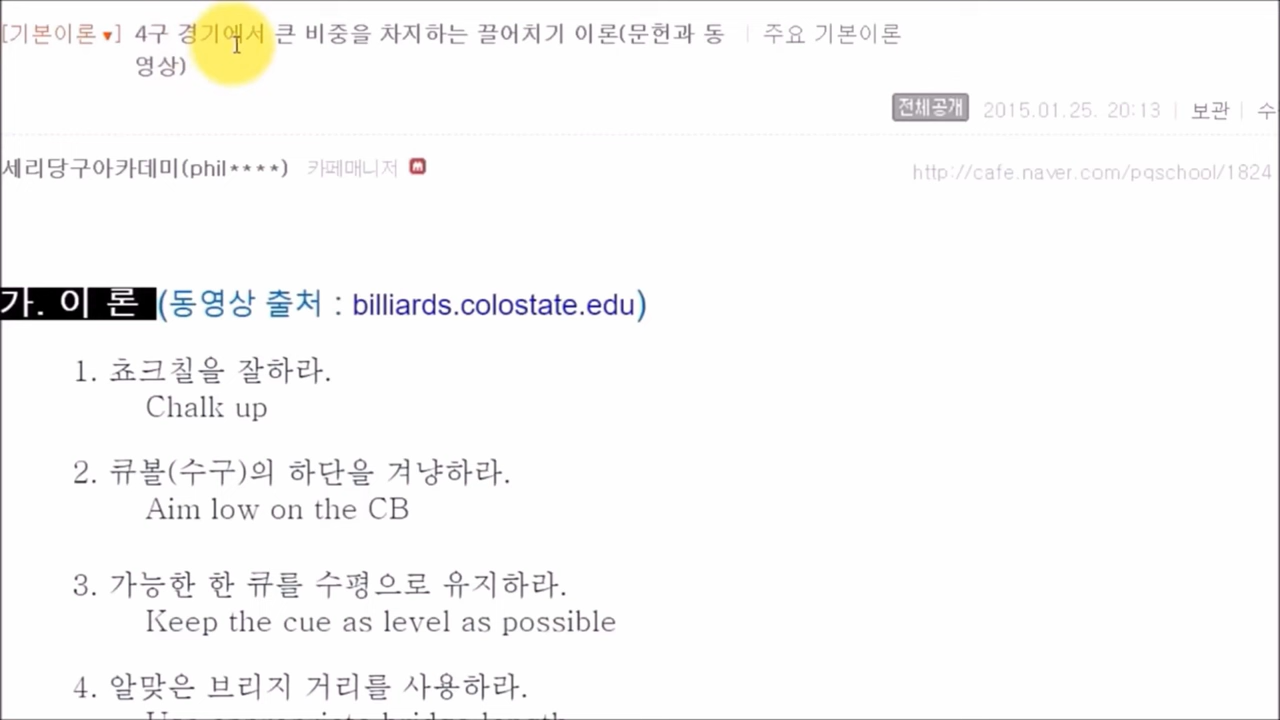 [기본이론▼] 4구 경기에서 큰 비중을 차지하는 끌어치기 이론(문헌과 동 | 주요 기본이론
영상)
전체공개 2015.01.25. 20:13 | 보관 | 수
세리당구아카데미(phil****) 카페매니저
http://cafe.naver.com/pqschool/1824
가. 이 론 (동영상 출처 : billiards.colostate.edu)
1. 쵸크칠을 잘하라.
Chalk up
2. 큐볼(수구)의 하단을 겨냥하라.
Aim low on the CB
3. 가능한 한 큐를 수평으로 유지하라.
Keep the cue as level as possible
4. 알맞은 브리지 거리를 사용하라.
Use appropriate bridge length